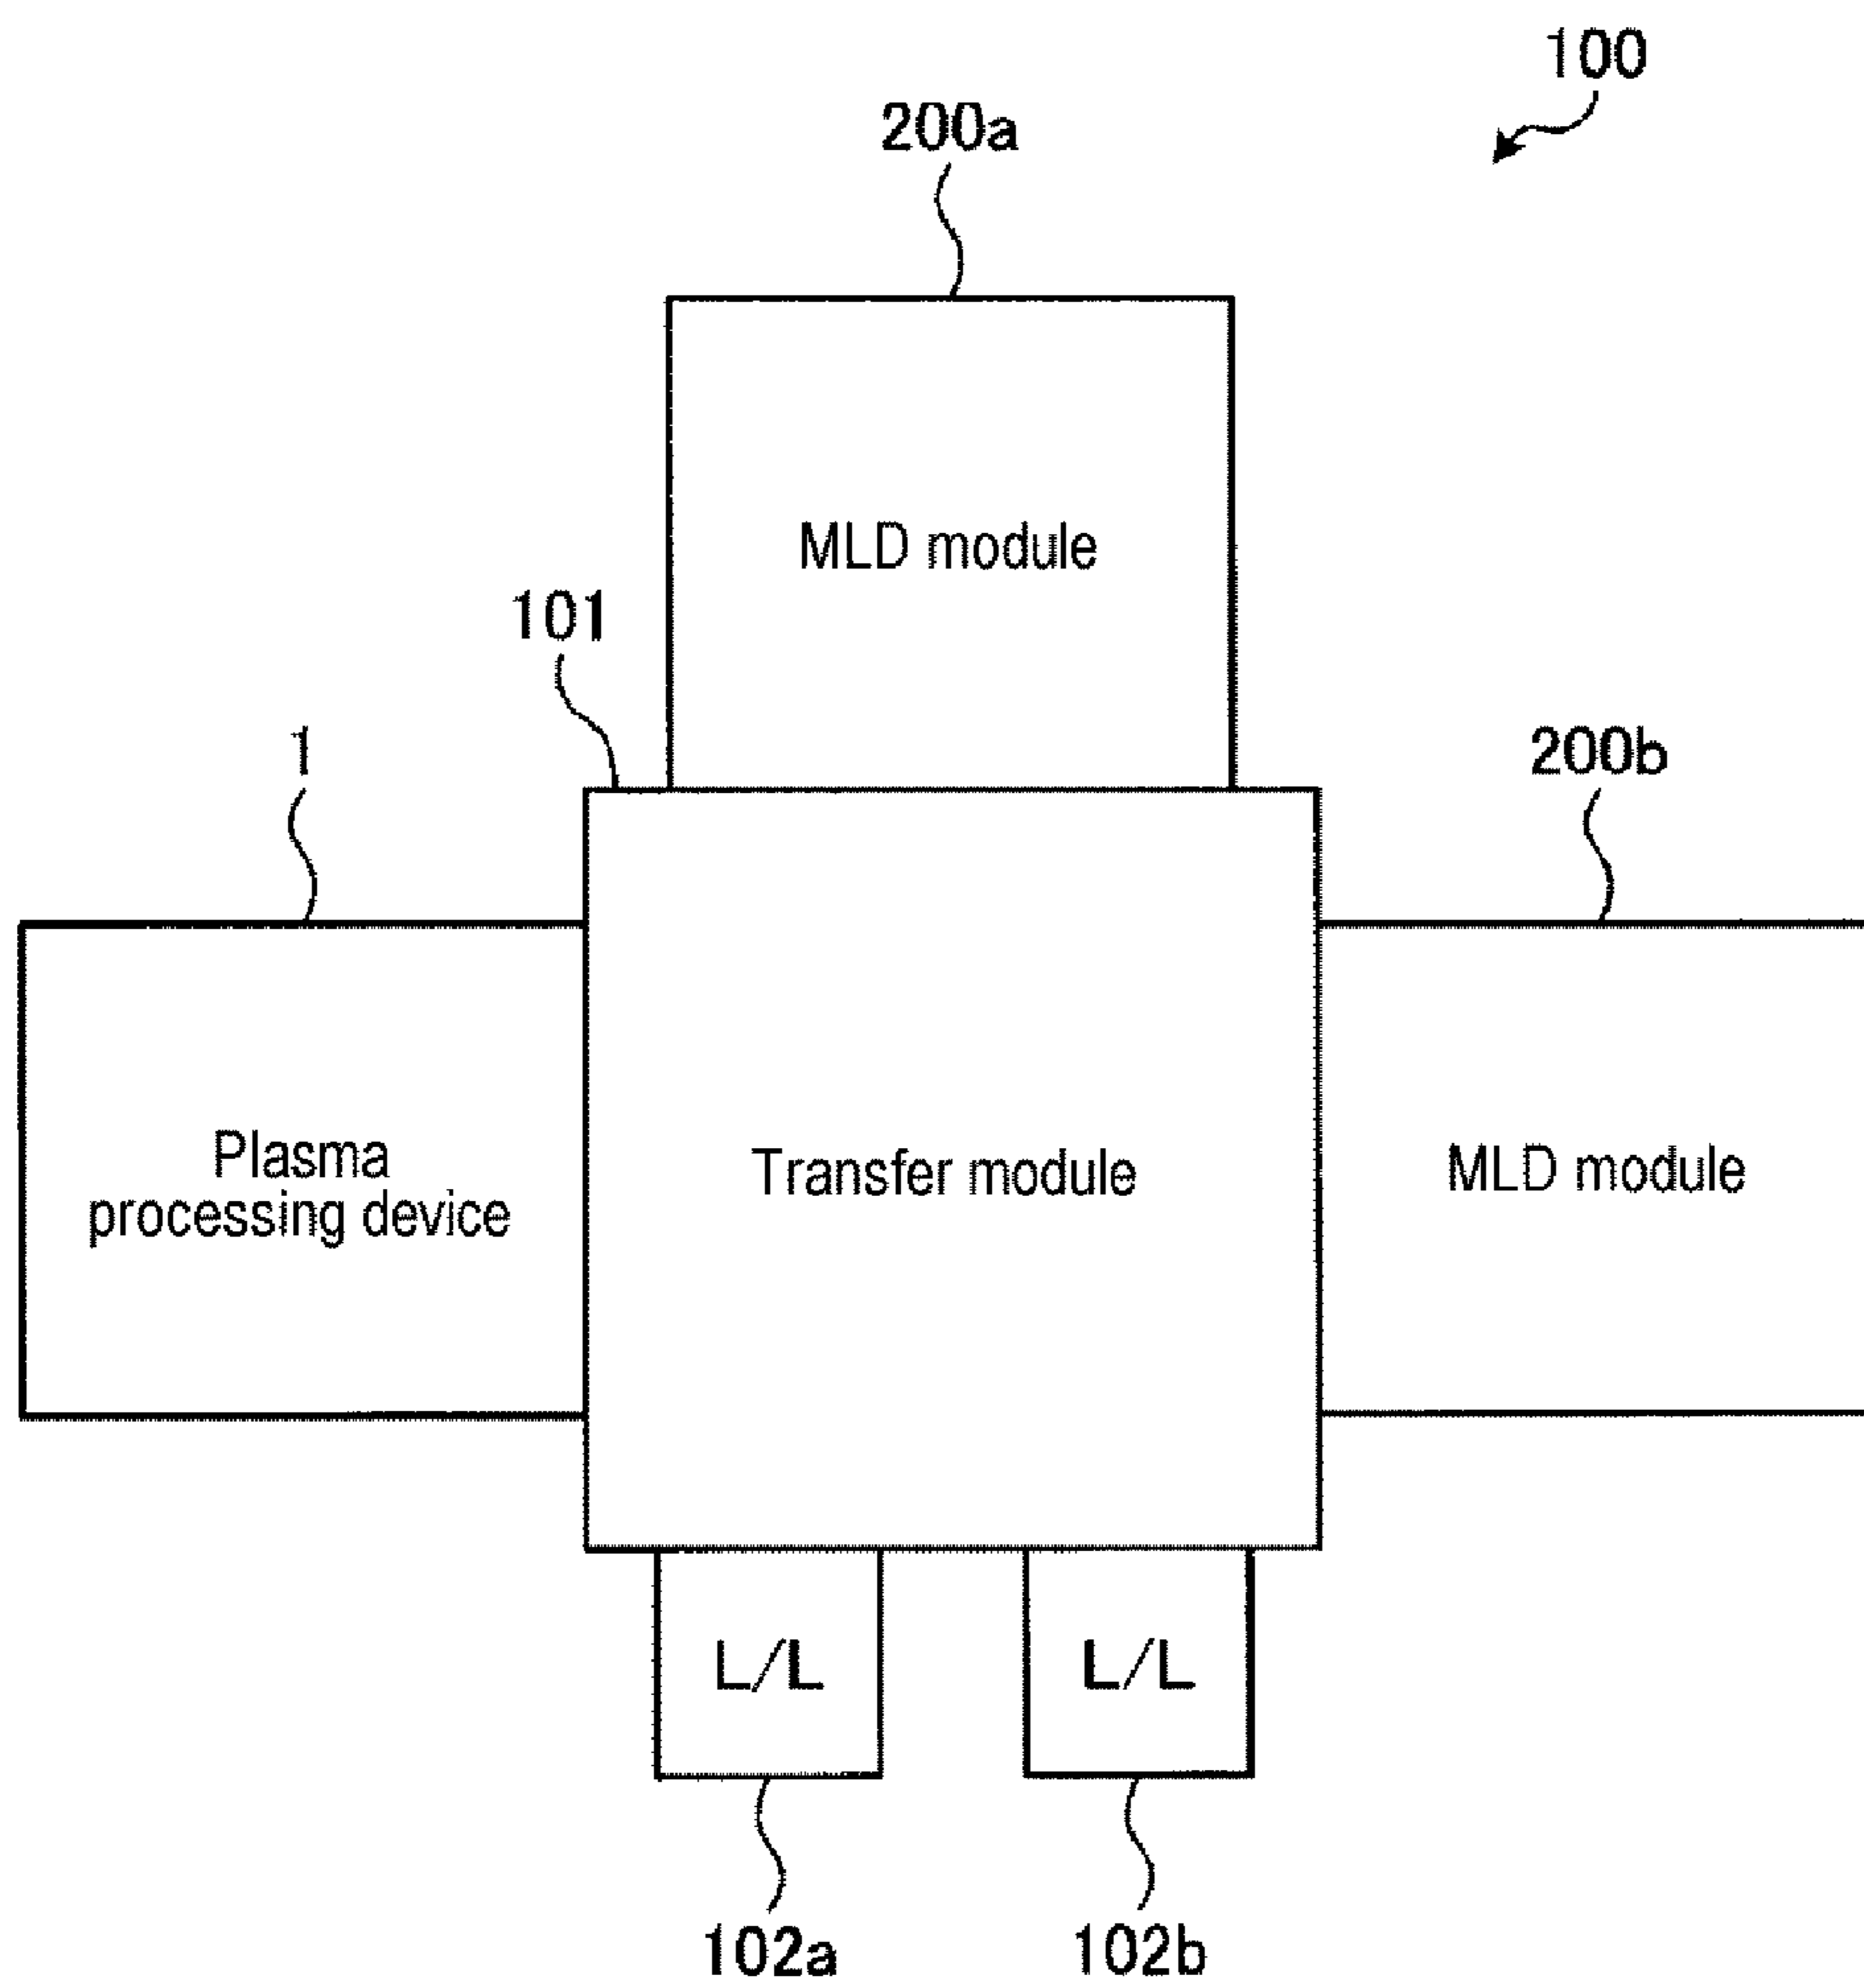 100
200a
MLD module
101
1
200b
Plasma
processing device
Transfer module
MLD module
L/L
L/L
102a
102b